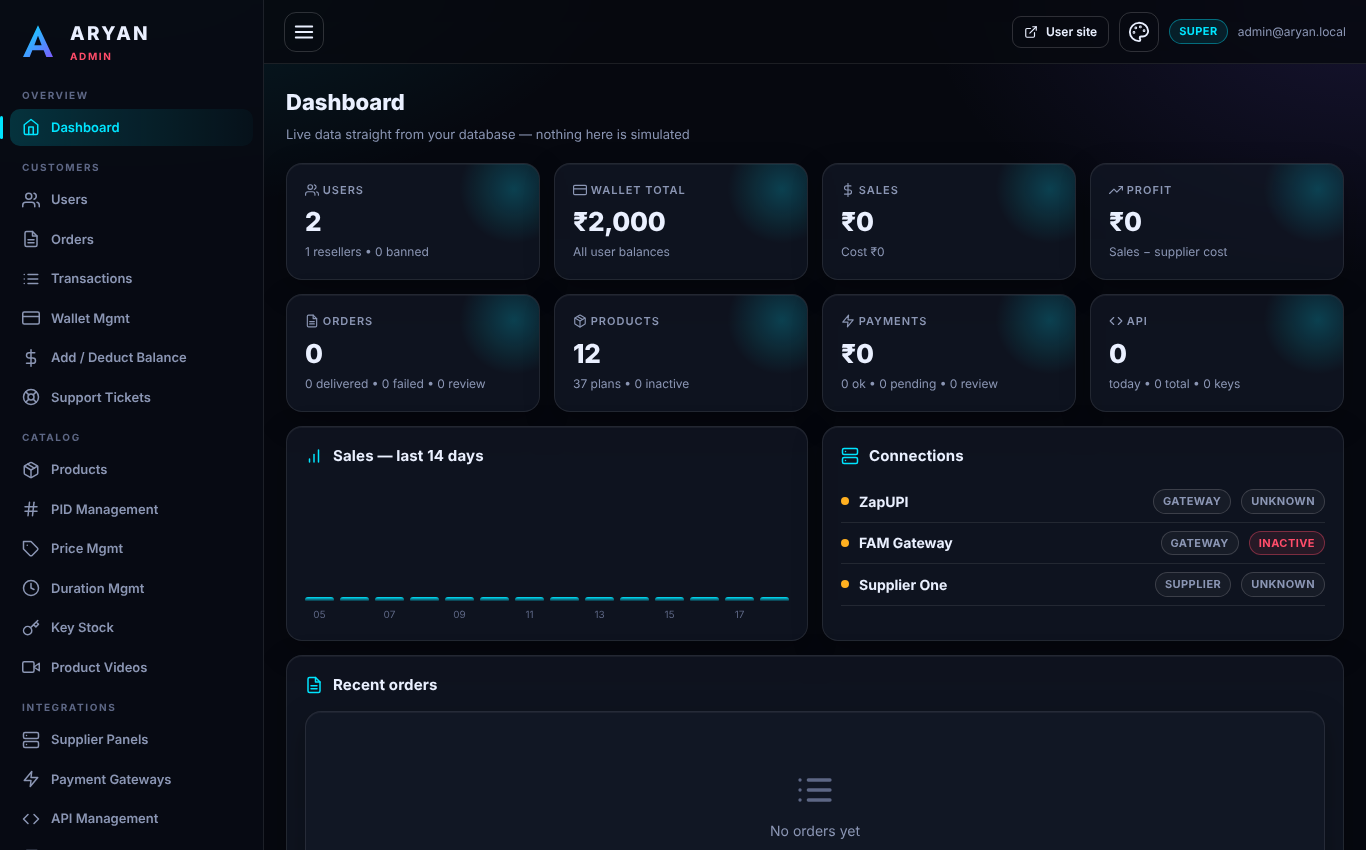 ARYAN
ADMIN
User site
SUPER
admin@aryan.local
OVERVIEW
Dashboard
CUSTOMERS
Users
Orders
Transactions
Wallet Mgmt
Add / Deduct Balance
Support Tickets
CATALOG
Products
PID Management
Price Mgmt
Duration Mgmt
Key Stock
Product Videos
INTEGRATIONS
Supplier Panels
Payment Gateways
API Management
Dashboard
Live data straight from your database — nothing here is simulated
USERS
2
1 resellers • 0 banned
WALLET TOTAL
₹2,000
All user balances
SALES
₹0
Cost ₹0
PROFIT
₹0
Sales − supplier cost
ORDERS
0
0 delivered • 0 failed • 0 review
PRODUCTS
12
37 plans • 0 inactive
PAYMENTS
₹0
0 ok • 0 pending • 0 review
API
0
today • 0 total • 0 keys
Sales — last 14 days
05 07 09 11 13 15 17
Connections
ZapUPI GATEWAY UNKNOWN
FAM Gateway GATEWAY INACTIVE
Supplier One SUPPLIER UNKNOWN
Recent orders
No orders yet